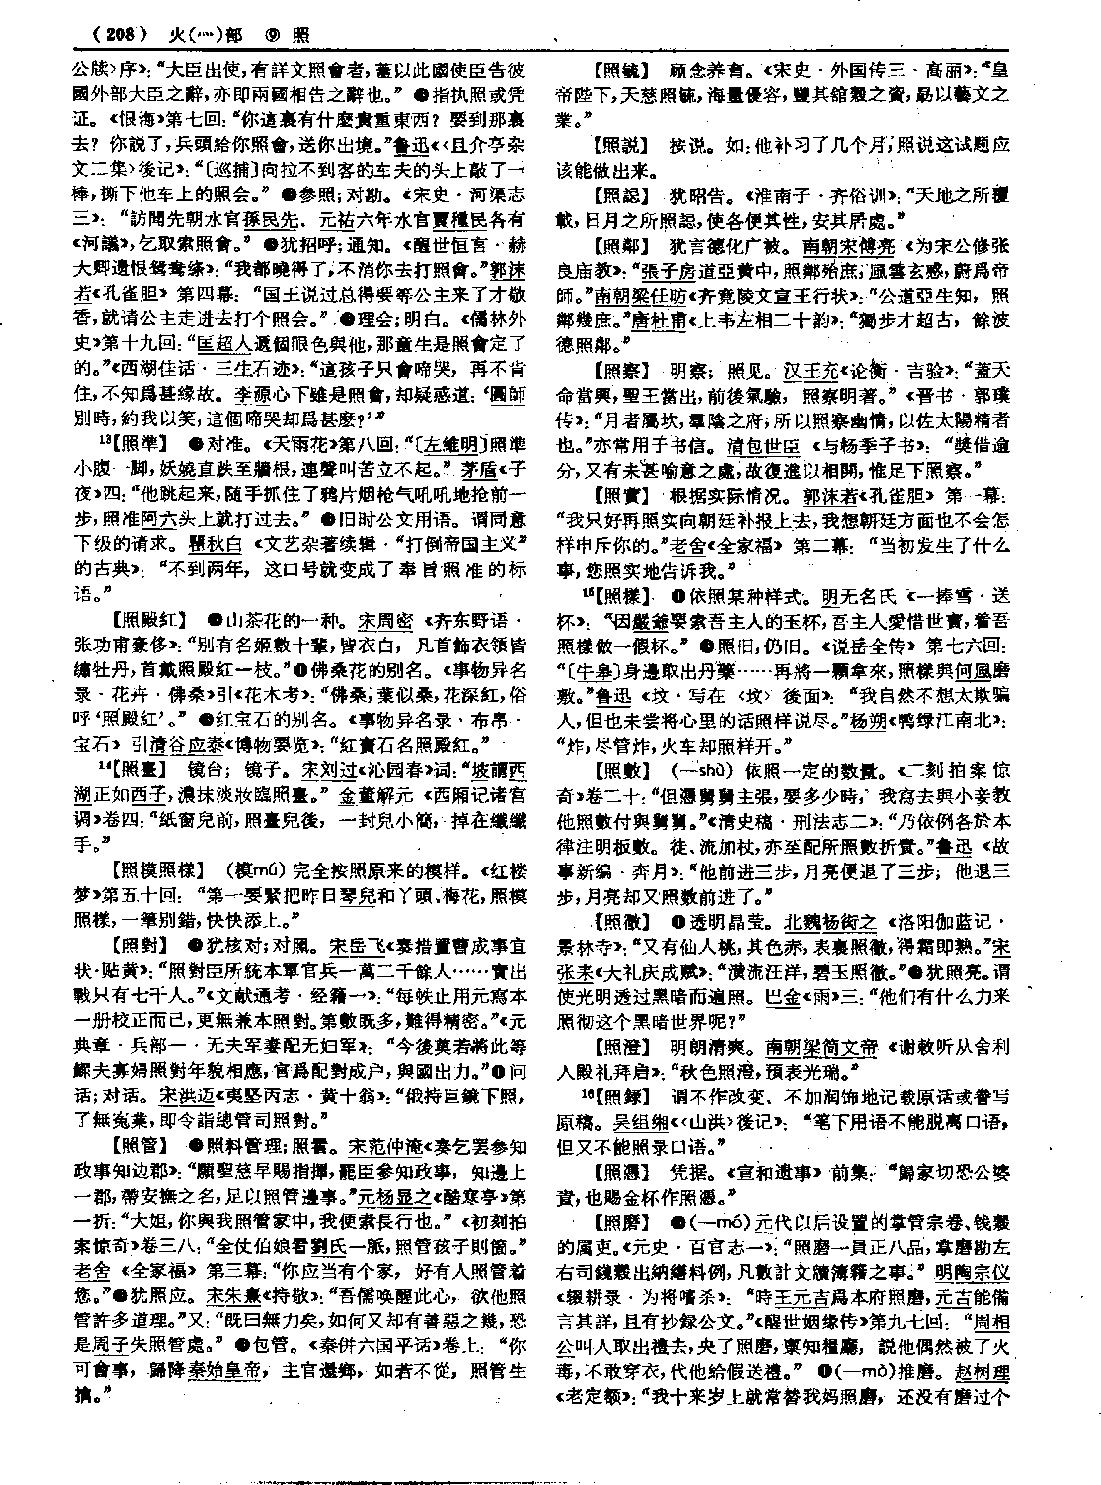 （208） 火(灬)部 ⑨ 照
公牍〉序》：“大臣出使，有詳文照會者，蓋以此國使臣告彼
國外部大臣之辭，亦即兩國相告之辭也。”指执照或凭
证。《恨海》第七回：“你這裏有什麽貴重東西？要到那裏
去？你説了，兵頭給你照會，送你出境。”鲁迅《〈且介亭杂
文二集〉後记》：“〔巡捕〕向拉不到客的车夫的头上敲了一
棒，撕下他车上的照会。”参照；对勘。《宋史·河渠志
三》：“訪聞先朝水官孫民先、元祐六年水官賈種民各有
《河議》，乞取索照會。”犹招呼；通知。《醒世恒言·赫
大卿遗恨鸳鸯绦》：“我都曉得了，不消你去打照會。”郭沫
若《孔雀胆》第四幕：“国王说过总得要等公主来了才敬
香，就请公主走进去打个照会。”理会；明白。《儒林外
史》第十九回：“匡超人遞個眼色與他，那童生是照會定了
的。”《西湖佳话·三生石迹》：“這孩子只會啼哭，再不肯
住，不知爲甚緣故。李源心下雖是照會，却疑惑道：‘圓師
别時，約我以笑，這個啼哭却爲甚麽？’”
13【照準】 对准。《天雨花》第八回：“〔左維明〕照準
小腹一脚，妖嬈直跌至牆根，連聲叫苦立不起。”茅盾《子
夜》四：“他跳起来，随手抓住了鸦片烟枪气吼吼地抢前一
步，照准阿六头上就打过去。”旧时公文用语。谓同意
下级的请求。瞿秋白《文艺杂著续辑·“打倒帝国主义”
的古典》：“不到两年，这口号就变成了奉旨照准的标
语。”
【照殿紅】 山茶花的一种。宋周密《齐东野语·
张功甫豪侈》：“别有名姬數十輩，皆衣白，凡首飾衣領皆
繡牡丹，首戴照殿紅一枝。”佛桑花的别名。《事物异名
录·花卉·佛桑》引《花木考》：“佛桑，葉似桑，花深紅，俗
呼‘照殿紅’。”红宝石的别名。《事物异名录·布帛·
宝石》引清谷应泰《博物要览》：“紅寶石名照殿紅。”
14【照臺】 镜台；镜子。宋刘过《沁园春》词：“坡謂西
湖正如西子，濃抹淡妝臨照臺。”金董解元《西厢记诸宫
调》卷四：“紙窗兒前，照臺兒後，一封兒小簡，掉在纖纖
手。”
【照模照樣】 （模mú）完全按照原来的模样。《红楼
梦》第五十回：“第一要緊把昨日琴兒和丫頭、梅花，照模
照樣，一筆别錯，快快添上。”
【照對】 犹核对；对照。宋岳飞《奏措置曹成事宜
状·贴黄》：“照對臣所統本軍官兵一萬二千餘人……實出
戰只有七千人。”《文献通考·经籍一》：“每帙止用元寫本
一册校正而已，更無兼本照對。第數既多，難得精密。”《元
典章·兵部一·无夫军妻配无妇军》：“今後莫若將此等
鰥夫寡婦照對年貌相應，官爲配對成户，與國出力。”问
话；对话。宋洪迈《夷坚丙志·黄十翁》：“俄持巨鏡下照，
了無寃業，即令詣總管司照對。”
【照管】 照料管理；照看。宋范仲淹《奏乞罢参知
政事知边郡》：“願聖慈早賜指揮，罷臣參知政事，知邊上
一郡，帶安撫之名，足以照管邊事。”元杨显之《酷寒亭》第
一折：“大姐，你與我照管家中，我便索長行也。”《初刻拍
案惊奇》卷三八：“全仗伯娘看劉氏一脈，照管孩子則個。”
老舍《全家福》第三幕：“你应当有个家，好有人照管着
您。”犹照应。宋朱熹《持敬》：“吾儒唤醒此心，欲他照
管許多道理。”又：“既曰無力矣，如何又却有善惡之幾，恐
是周子失照管處。”包管。《秦併六国平话》卷上：“你
可會事，歸降秦始皇帝，主官還鄉，如若不從，照管生
擒。”
【照毓】 顾念养育。《宋史·外国传三·高丽》：“皇
帝陛下，天慈照毓，海量優容，豐其舘穀之資，勗以藝文之
業。”
【照説】 按说。如：他补习了几个月，照说这试题应
该能做出来。
【照誋】 犹昭告。《淮南子·齐俗训》：“天地之所覆
載，日月之所照誋，使各便其性，安其居處。”
【照鄰】 犹言德化广被。南朝宋傅亮《为宋公修张
良庙教》：“張子房道亞黄中，照鄰殆庶，風雲玄感，蔚爲帝
師。”南朝梁任昉《齐竟陵文宣王行状》：“公道亞生知，照
鄰幾庶。”唐杜甫《上韦左相二十韵》：“獨步才超古，餘波
德照鄰。”
【照察】 明察；照见。汉王充《论衡·吉验》：“蓋天
命當興，聖王當出，前後氣驗，照察明著。”《晋书·郭璞
传》：“月者屬坎，羣陰之府，所以照察幽情，以佐太陽精者
也。”亦常用于书信。清包世臣《与杨季子书》：“獎借逾
分，又有未甚喻意之處，故復進以相聞，惟足下照察。”
【照實】 根据实际情况。郭沫若《孔雀胆》第一幕：
“我只好再照实向朝廷补报上去，我想朝廷方面也不会怎
样申斥你的。”老舍《全家福》第二幕：“当初发生了什么
事，您照实地告诉我。”
15【照樣】 依照某种样式。明无名氏《一捧雪·送
杯》：“因嚴爺要索吾主人的玉杯，吾主人愛惜世寶，着吾
照樣做一假杯。”照旧，仍旧。《说岳全传》第七六回：
“〔牛皋〕身邊取出丹藥……再將一顆拿來，照樣與何鳳磨
敷。”鲁迅《坟·写在〈坟〉後面》：“我自然不想太欺骗
人，但也未尝将心里的话照样说尽。”杨朔《鸭绿江南北》：
“炸，尽管炸，火车却照样开。”
【照數】 （—shù）依照一定的数量。《二刻拍案惊
奇》卷二十：“但憑舅舅主張，要多少時，我寫去與小妾教
他照數付與舅舅。”《清史稿·刑法志二》：“乃依例各於本
律注明板數。徒、流加杖，亦至配所照數折責。”鲁迅《故
事新编·奔月》：“他前进三步，月亮便退了三步；他退三
步，月亮却又照数前进了。”
【照徹】 透明晶莹。北魏杨衒之《洛阳伽蓝记·
景林寺》：“又有仙人桃，其色赤，表裏照徹，得霜即熟。”宋
张耒《大礼庆成赋》：“潢流汪洋，碧玉照徹。”犹照亮。谓
使光明透过黑暗而遍照。巴金《雨》三：“他们有什么力来
照彻这个黑暗世界呢？”
【照澄】 明朗清爽。南朝梁简文帝《谢敕听从舍利
入殿礼拜启》：“秋色照澄，預表光瑞。”
16【照録】 谓不作改变、不加润饰地记载原话或誊写
原稿。吴组缃《〈山洪〉後记》：“笔下用语不能脱离口语，
但又不能照录口语。”
【照憑】 凭据。《宣和遗事》前集：“歸家切恐公婆
責，也賜金杯作照憑。”
【照磨】 (—mó)元代以后设置的掌管宗卷、钱粮
的属吏。《元史·百官志一》：“照磨一員正八品，掌磨勘左
右司錢穀出納繕料例，凡數計文牘簿籍之事。”明陶宗仪
《辍耕录·为将嗜杀》：“時王元吉爲本府照磨，元吉能備
言其詳，且有抄録公文。”《醒世姻缘传》第九七回：“周相
公叫人取出禮去，央了照磨，稟知糧廳，説他偶然被了火
毒，不敢穿衣，代他給假送禮。”(—mò)推磨。赵树理
《老定额》：“我十来岁上就常替我妈照磨，还没有磨过个